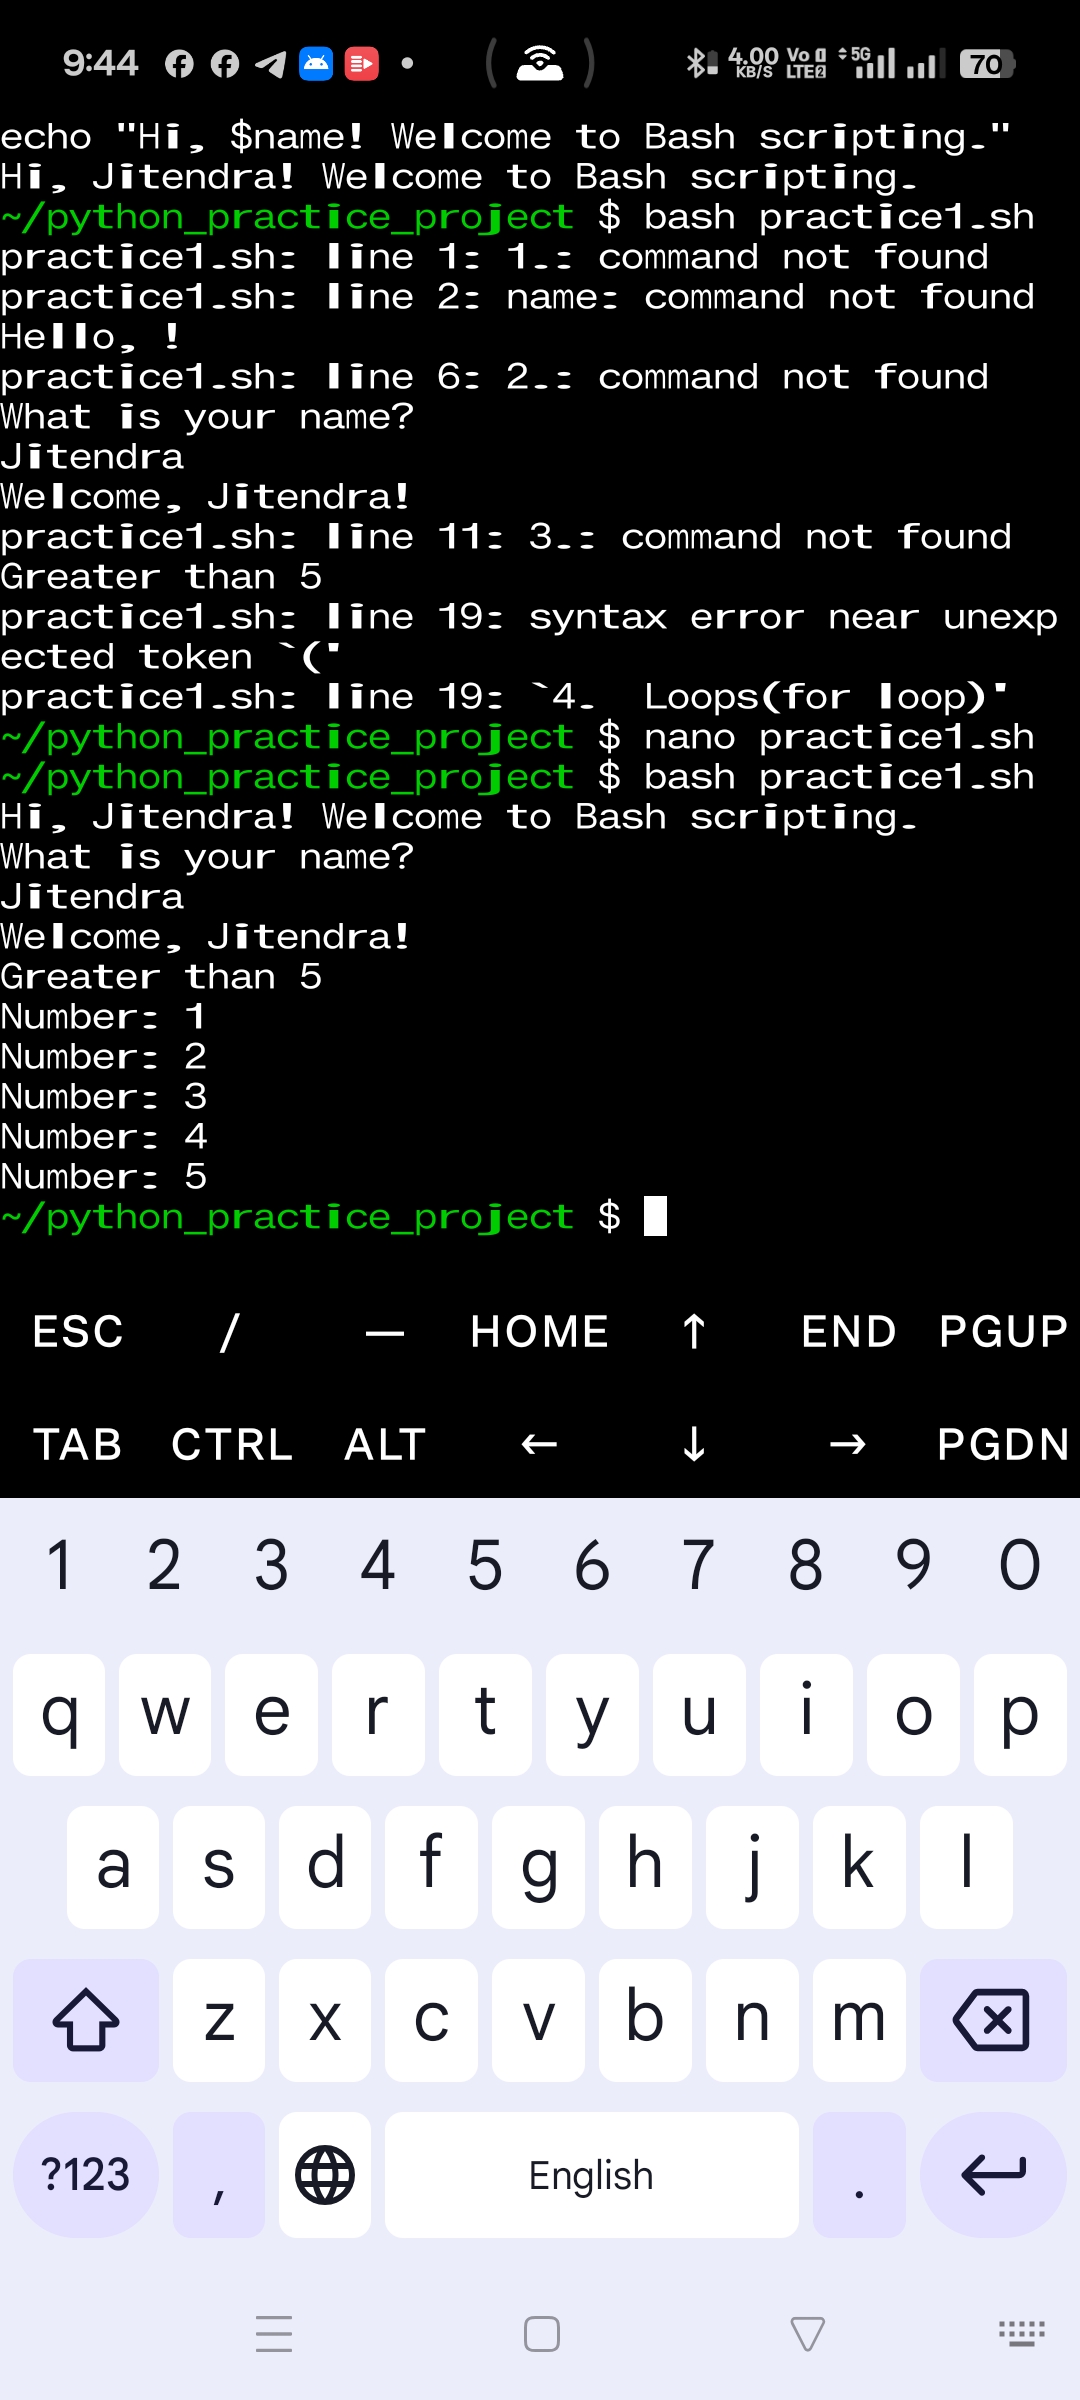 9:44
4.00 KB/S
Vo 1 LTE2
5G
70
echo "Hi, $name! Welcome to Bash scripting."
Hi, Jitendra! Welcome to Bash scripting.
~/python_practice_project $ bash practice1.sh
practice1.sh: line 1: 1.: command not found
practice1.sh: line 2: name: command not found
Hello, !
practice1.sh: line 6: 2.: command not found
What is your name?
Jitendra
Welcome, Jitendra!
practice1.sh: line 11: 3.: command not found
Greater than 5
practice1.sh: line 19: syntax error near unexp
ected token `('
practice1.sh: line 19: `4.  Loops(for loop)'
~/python_practice_project $ nano practice1.sh
~/python_practice_project $ bash practice1.sh
Hi, Jitendra! Welcome to Bash scripting.
What is your name?
Jitendra
Welcome, Jitendra!
Greater than 5
Number: 1
Number: 2
Number: 3
Number: 4
Number: 5
~/python_practice_project $
ESC / — HOME ↑ END PGUP
TAB CTRL ALT ← ↓ → PGDN
1 2 3 4 5 6 7 8 9 0
q w e r t y u i o p
a s d f g h j k l
z x c v b n m
?123 , English .